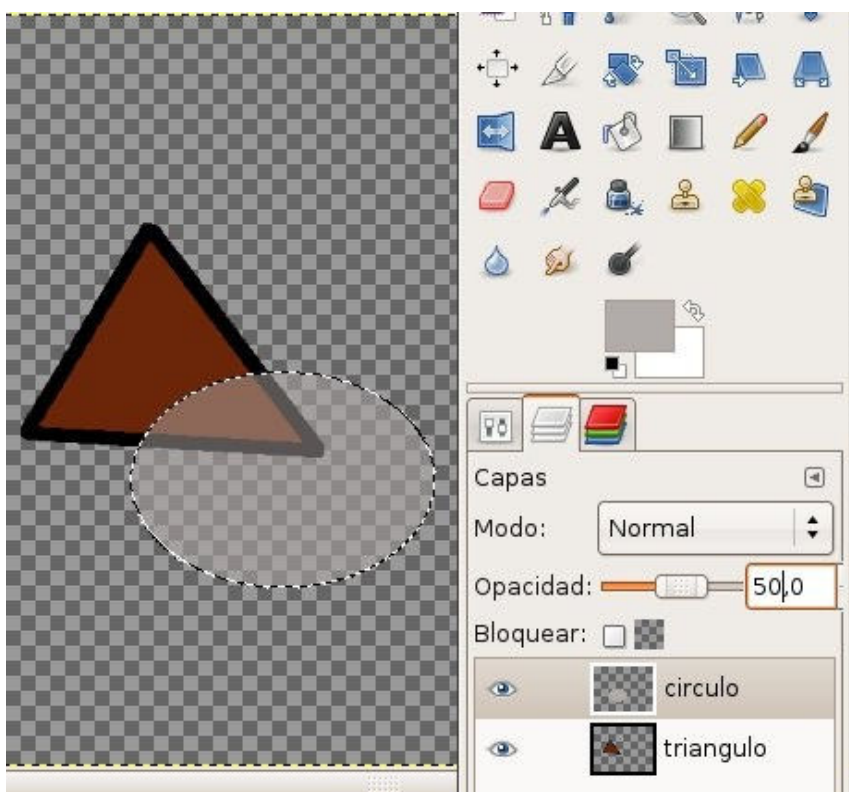 Capas
Modo: Normal
Opacidad: 50,0
Bloquear:
circulo
triangulo